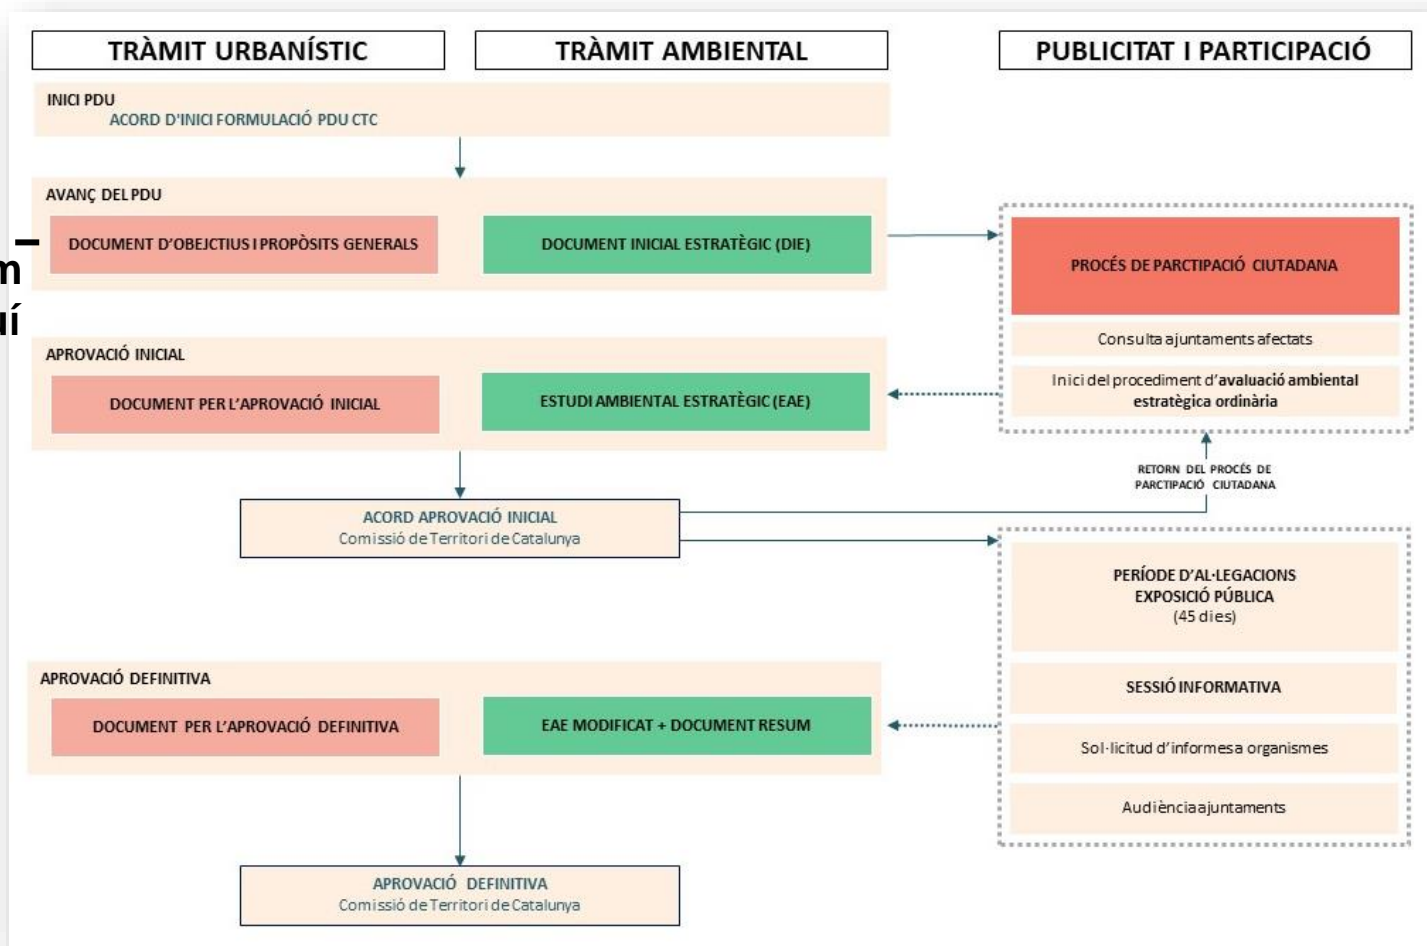 TRÀMIT URBANÍSTIC
TRÀMIT AMBIENTAL
PUBLICITAT I PARTICIPACIÓ
INICI PDU
ACORD D'INICI FORMULACIÓ PDU CTC
AVANÇ DEL PDU
DOCUMENT D'OBEJCTIUS I PROPÒSITS GENERALS
DOCUMENT INICIAL ESTRATÈGIC (DIE)
PROCÉS DE PARCTIPACIÓ CIUTADANA
Consulta ajuntaments afectats
Inici del procediment d'avaluació ambiental
estratègica ordinària
APROVACIÓ INICIAL
DOCUMENT PER L'APROVACIÓ INICIAL
ESTUDI AMBIENTAL ESTRATÈGIC (EAE)
RETORN DEL PROCÉS DE
PARCTIPACIÓ CIUTADANA
ACORD APROVACIÓ INICIAL
Comissió de Territori de Catalunya
PERÍODE D'AL·LEGACIONS
EXPOSICIÓ PÚBLICA
(45 dies)
SESSIÓ INFORMATIVA
Sol·licitud d'informes a organismes
Audiència ajuntaments
APROVACIÓ DEFINITIVA
DOCUMENT PER L'APROVACIÓ DEFINITIVA
EAE MODIFICAT + DOCUMENT RESUM
APROVACIÓ DEFINITIVA
Comissió de Territori de Catalunya